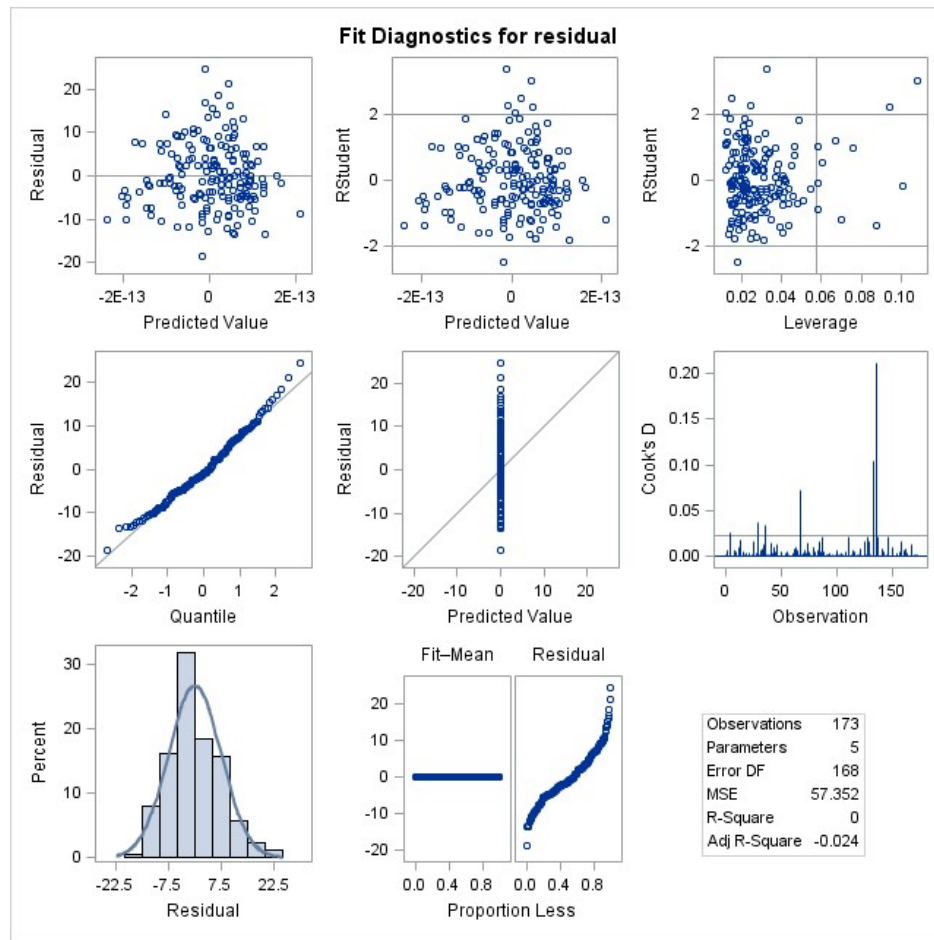 Fit Diagnostics for residual
Residual
20
10
0
-10
-20
-2E-13 0 2E-13
Predicted Value
RStudent
2
0
-2
-2E-13 0 2E-13
Predicted Value
RStudent
2
0
-2
0.02 0.04 0.06 0.08 0.10
Leverage
Residual
20
10
0
-10
-20
-2 -1 0 1 2
Quantile
Residual
20
10
0
-10
-20
-20 -10 0 10 20
Predicted Value
Cook's D
0.20
0.15
0.10
0.05
0.00
0 50 100 150
Observation
Percent
30
20
10
0
-22.5 -7.5 7.5 22.5
Residual
Fit–Mean Residual
20
10
0
-10
-20
0.0 0.4 0.8 0.0 0.4 0.8
Proportion Less
Observations 173
Parameters 5
Error DF 168
MSE 57.352
R-Square 0
Adj R-Square -0.024